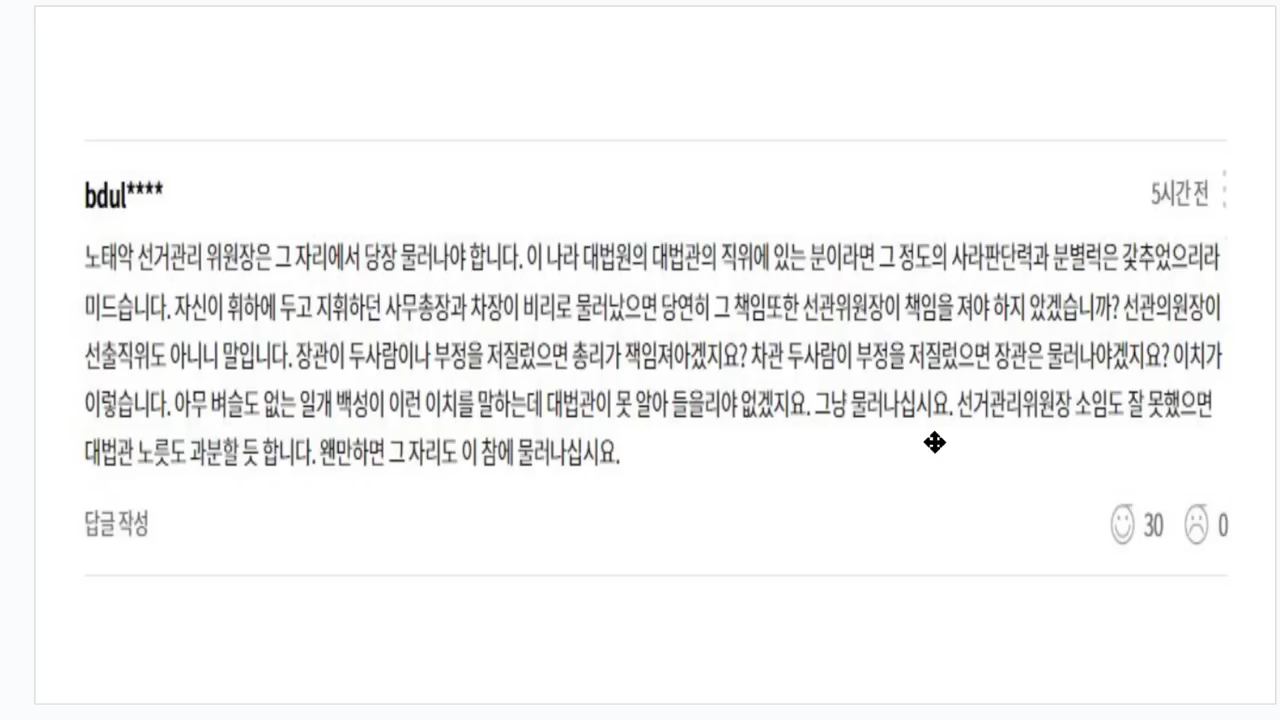 bdul****
5시간 전
노태악 선거관리 위원장은 그 자리에서 당장 물러나야 합니다. 이 나라 대법원의 대법관의 직위에 있는 분이라면 그 정도의 사라판단력과 분별럭은 갖추었으리라
미드습니다. 자신이 휘하에 두고 지휘하던 사무총장과 차장이 비리로 물러났으면 당연히 그 책임또한 선관위원장이 책임을 져야 하지 았겠습니까? 선관의원장이
선출직위도 아니니 말입니다. 장관이 두사람이나 부정을 저질렀으면 총리가 잭임져아겠지요? 차관 두사람이 부정을 저질렀으면 장관은 물러나야겠지요? 이치가
이렇습니다. 아무 벼슬도 없는 일개 백성이 이런 이치를 말하는데 대법관이 못 알아 들을리야 없겠지요. 그냥 물러나십시요. 선거관리위원장 소임도 잘 못했으면
대법관 노릇도 과분할 듯 합니다. 왠만하면 그 자리도 이 참에 물러나십시요.
답글 작성
30 0